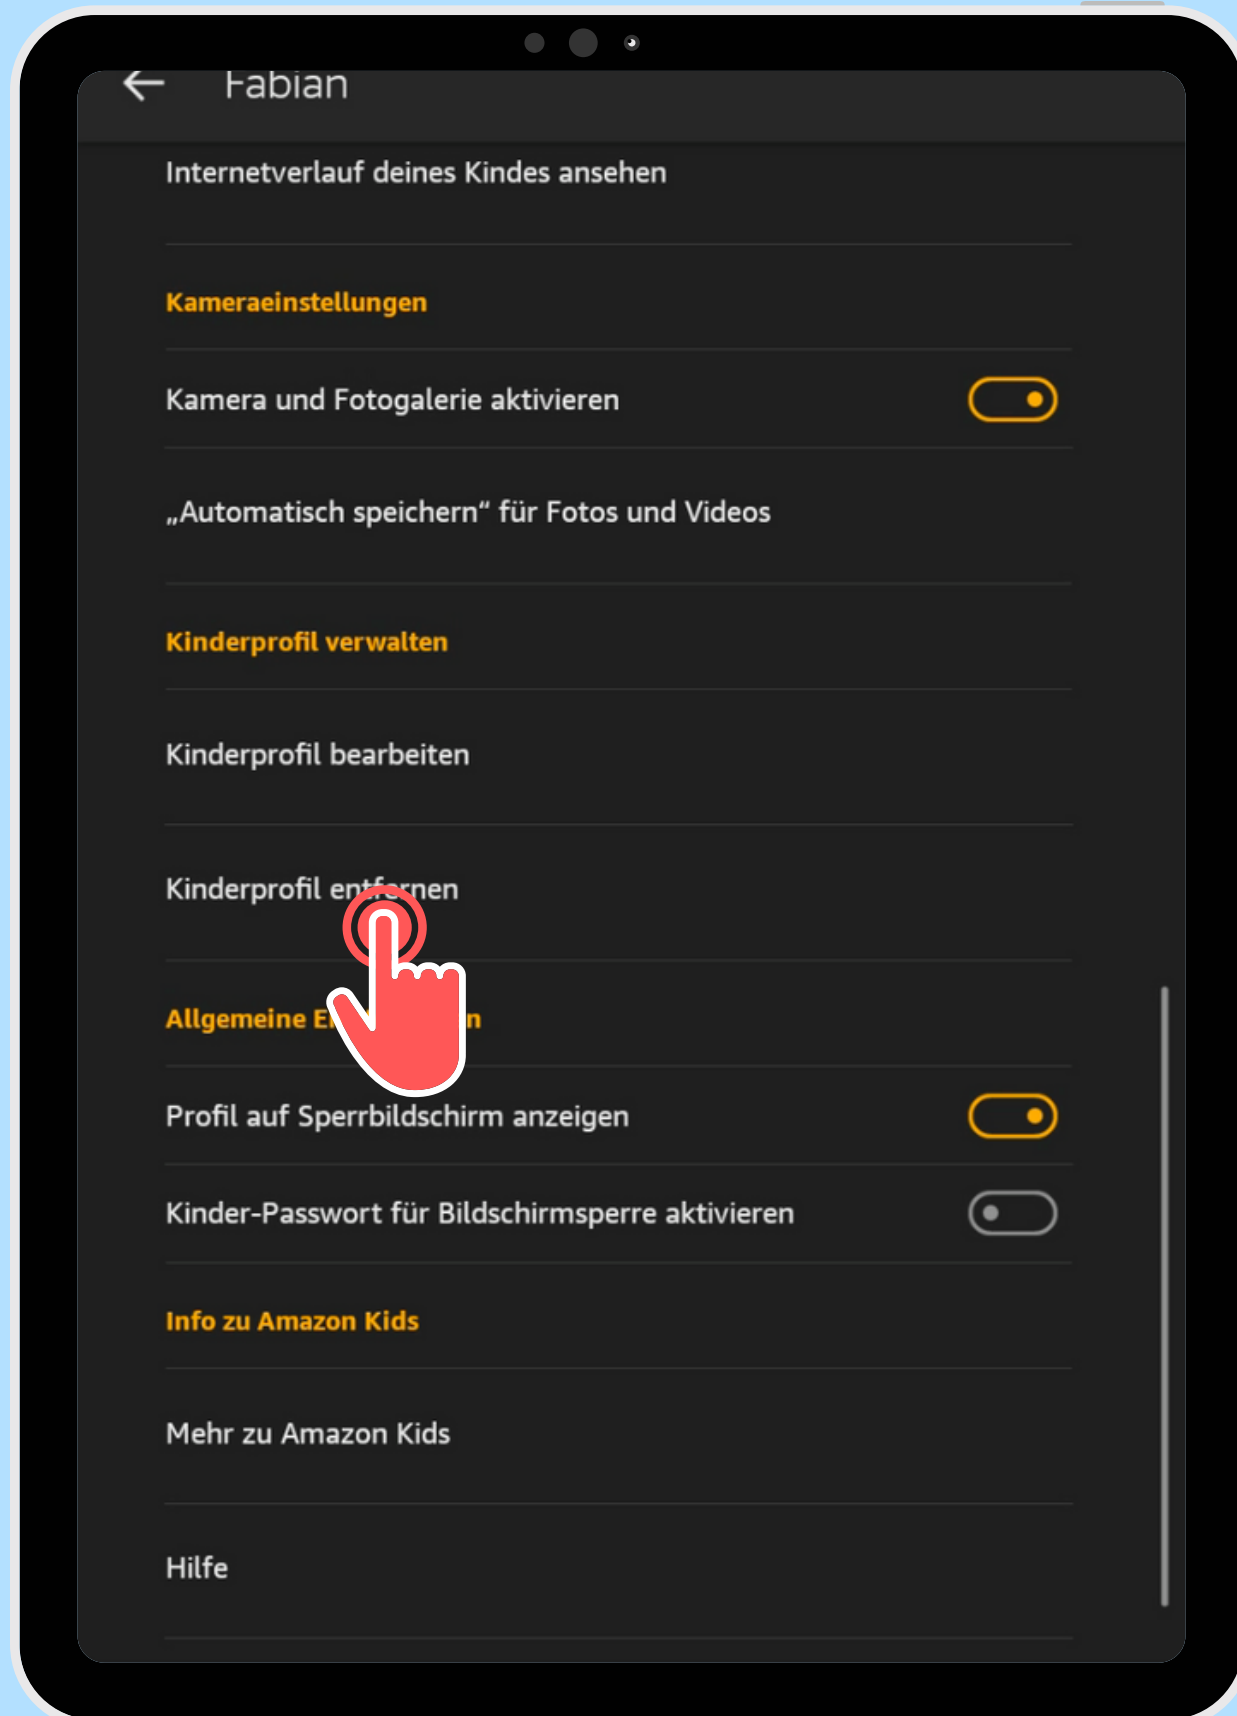 Fabian
Internetverlauf deines Kindes ansehen
Kameraeinstellungen
Kamera und Fotogalerie aktivieren
„Automatisch speichern“ für Fotos und Videos
Kinderprofil verwalten
Kinderprofil bearbeiten
Kinderprofil entfernen
Allgemeine
Profil auf Sperrbildschirm anzeigen
Kinder-Passwort für Bildschirmsperre aktivieren
Info zu Amazon Kids
Mehr zu Amazon Kids
Hilfe